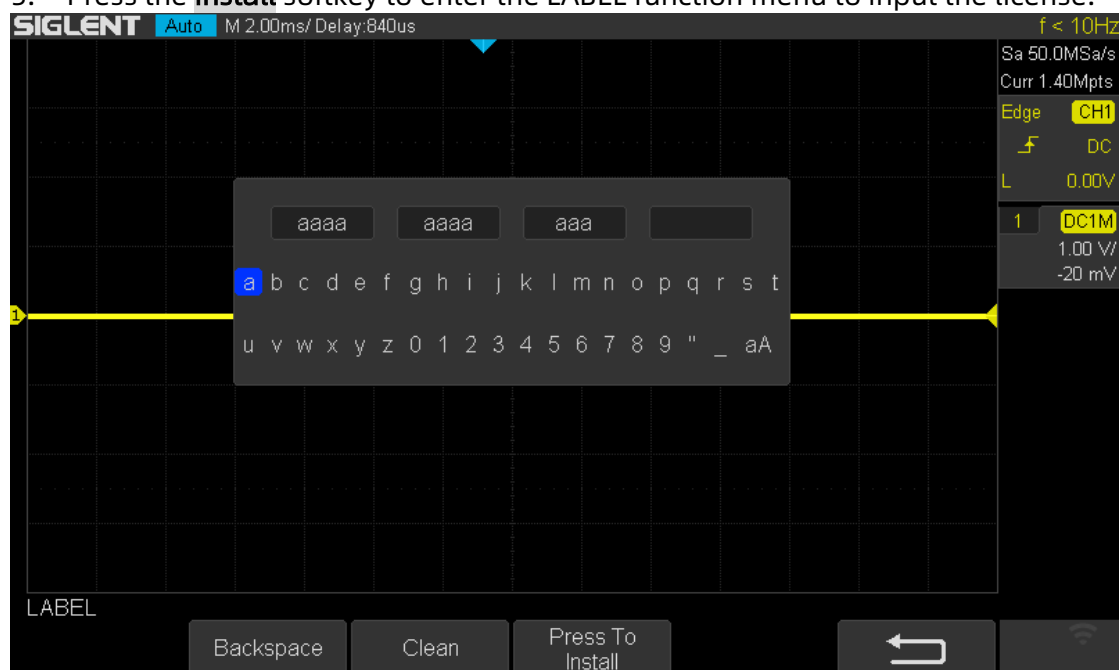 Press the Install softkey to enter the LABEL function menu to input the license.
SIGLENT Auto M 2.00ms/ Delay:840us f < 10Hz
Sa 50.0MSa/s
Curr 1.40Mpts
Edge CH1
DC
L 0.00V
1 DC1M
1.00 V/
-20 mV
aaaa aaaa aaa
a b c d e f g h i j k l m n o p q r s t
1
u v w x y z 0 1 2 3 4 5 6 7 8 9 " _ aA
LABEL
Backspace Clean Press To
Install